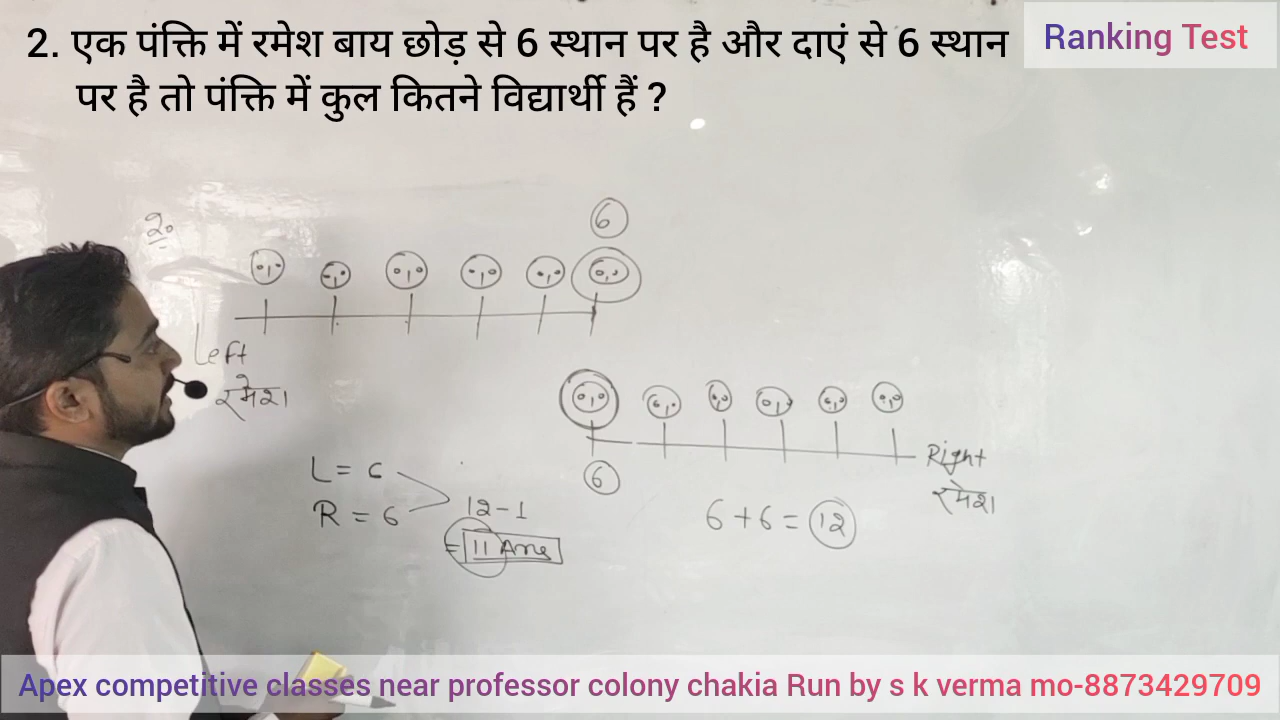 2. एक पंक्ति में रमेश बाय छोड़ से 6 स्थान पर है और दाएं से 6 स्थान
पर है तो पंक्ति में कुल कितने विद्यार्थी हैं ?
Ranking Test
2.
6
Left
रमेश
6
Right
रमेश
L = 6
R = 6
12-1
= 11 Ans
6+6= 12
Apex competitive classes near professor colony chakia Run by s k verma mo-8873429709